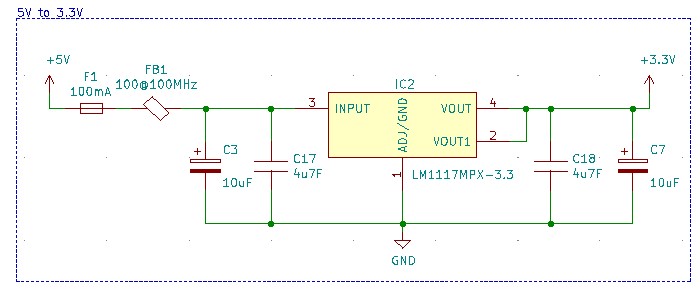 5V to 3.3V
+5V
F1
100mA
FB1
100@100MHz
IC2
+3.3V
3
INPUT
ADJ/GND
VOUT
4
VOUT1
2
1
LM1117MPX-3.3
+
C3
10uF
C17
4u7F
C18
4u7F
+
C7
10uF
GND